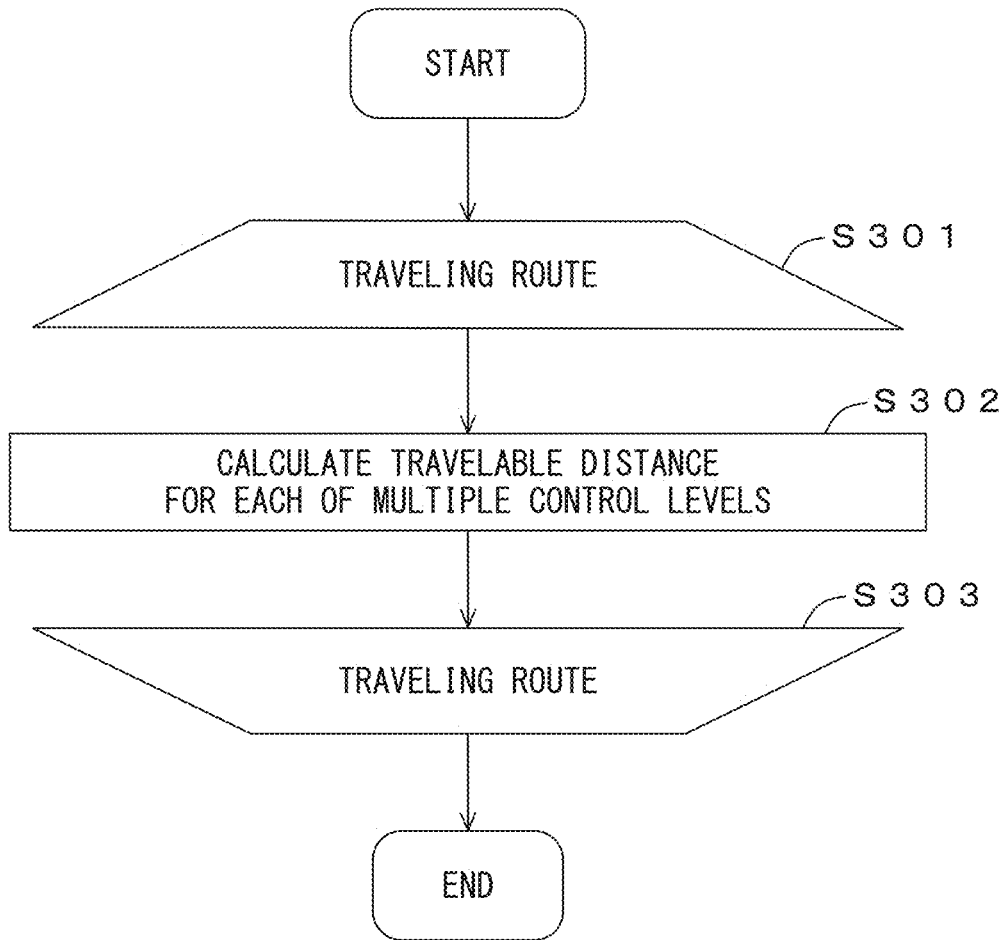 START
TRAVELING ROUTE
S301
S302
CALCULATE TRAVELABLE DISTANCE
FOR EACH OF MULTIPLE CONTROL LEVELS
S303
TRAVELING ROUTE
END